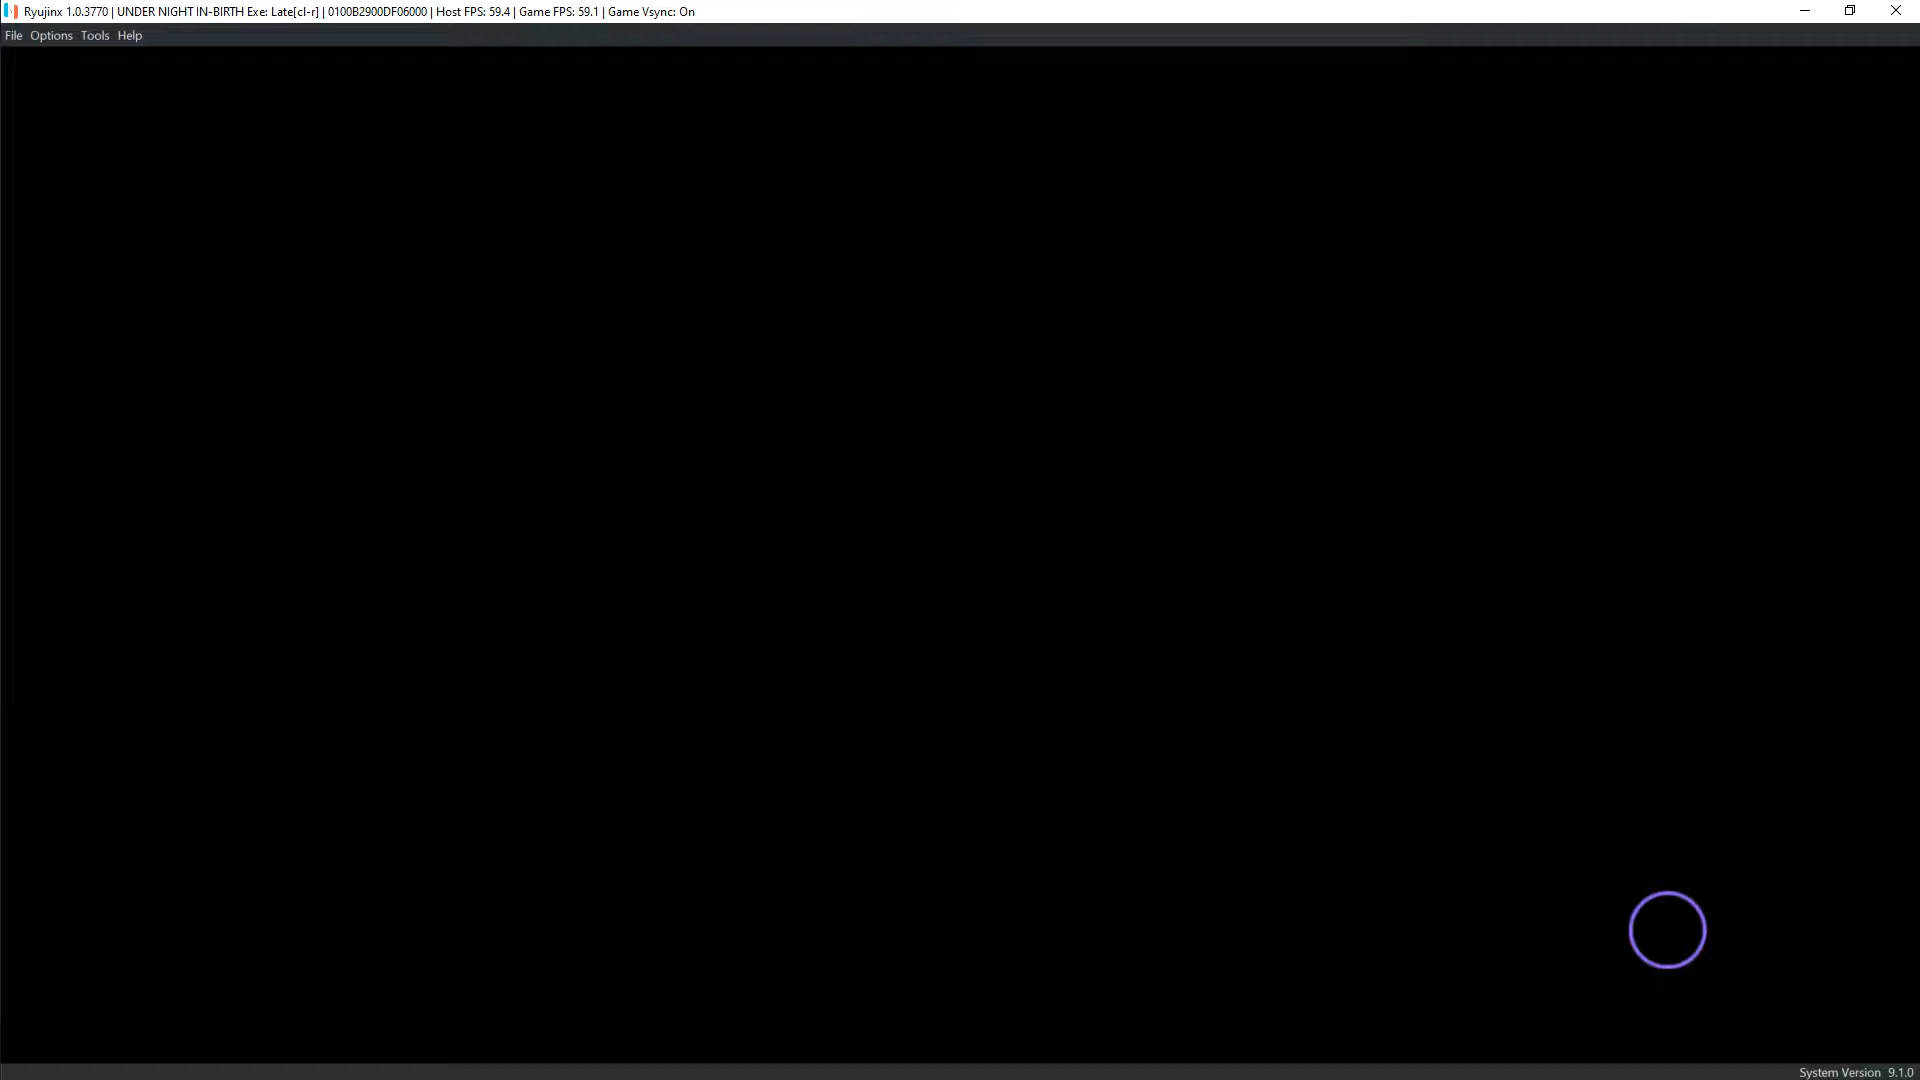 Ryujinx 1.0.3770 | UNDER NIGHT IN-BIRTH Exe: Late[cl-r] | 0100B2900DF06000 | Host FPS: 59.4 | Game FPS: 59.1 | Game Vsync: On
File Options Tools Help
System Version 9.1.0